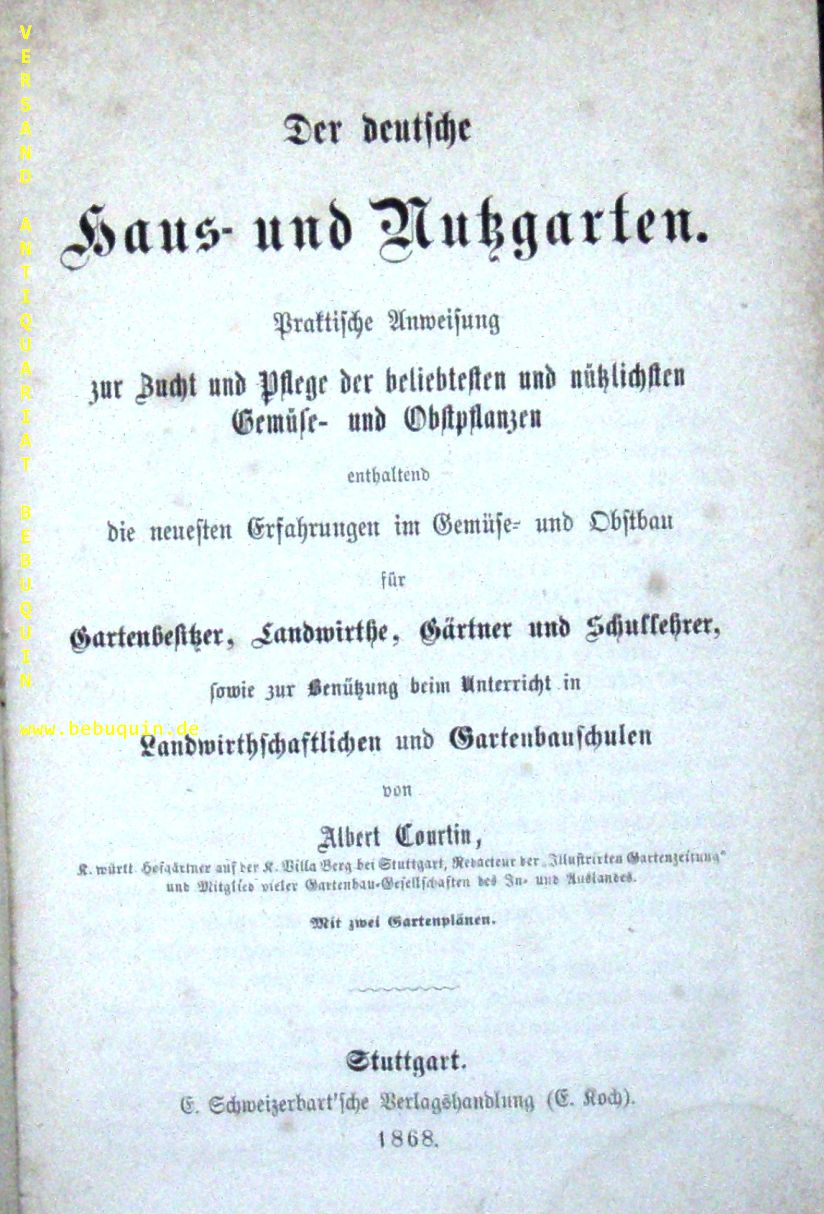 Der deutsche
Haus- und Nutzgarten.
Praktische Anweisung
zur Zucht und Pflege der beliebtesten und nützlichsten
Gemüse- und Obstpflanzen
enthaltend
die neuesten Erfahrungen im Gemüse- und Obstbau
für
Gartenbesitzer, Landwirthe, Gärtner und Schullehrer,
sowie zur Benützung beim Unterricht in
Landwirthschaftlichen und Gartenbauschulen
von
Albert Courtin,
K. württ. Hofgärtner auf der K. Villa Berg bei Stuttgart, Redacteur der „Illustrirten Gartenzeitung"
und Mitglied vieler Gartenbau-Gesellschaften des In- und Auslandes.
Mit zwei Gartenplänen.
Stuttgart.
E. Schweizerbart'sche Verlagshandlung (E. Koch).
1868.
VERSAND ANTIQUARIAT BEBUQUIN
www.bebuquin.de